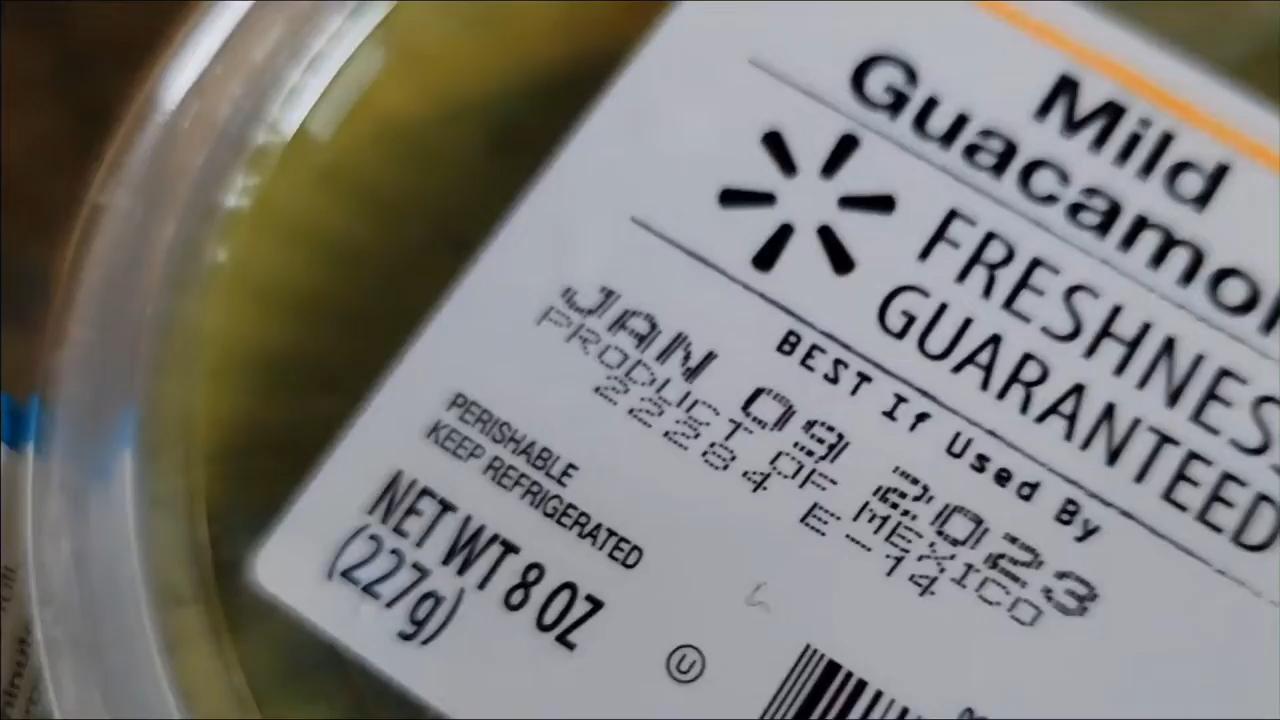 Mild
Guacamol
FRESHNESS
GUARANTEED
BEST If Used By
JAN 09 2023
PRODUCT OF MEXICO
22284 E-14
PERISHABLE
KEEP REFRIGERATED
NET WT 8 OZ
(227g)
U